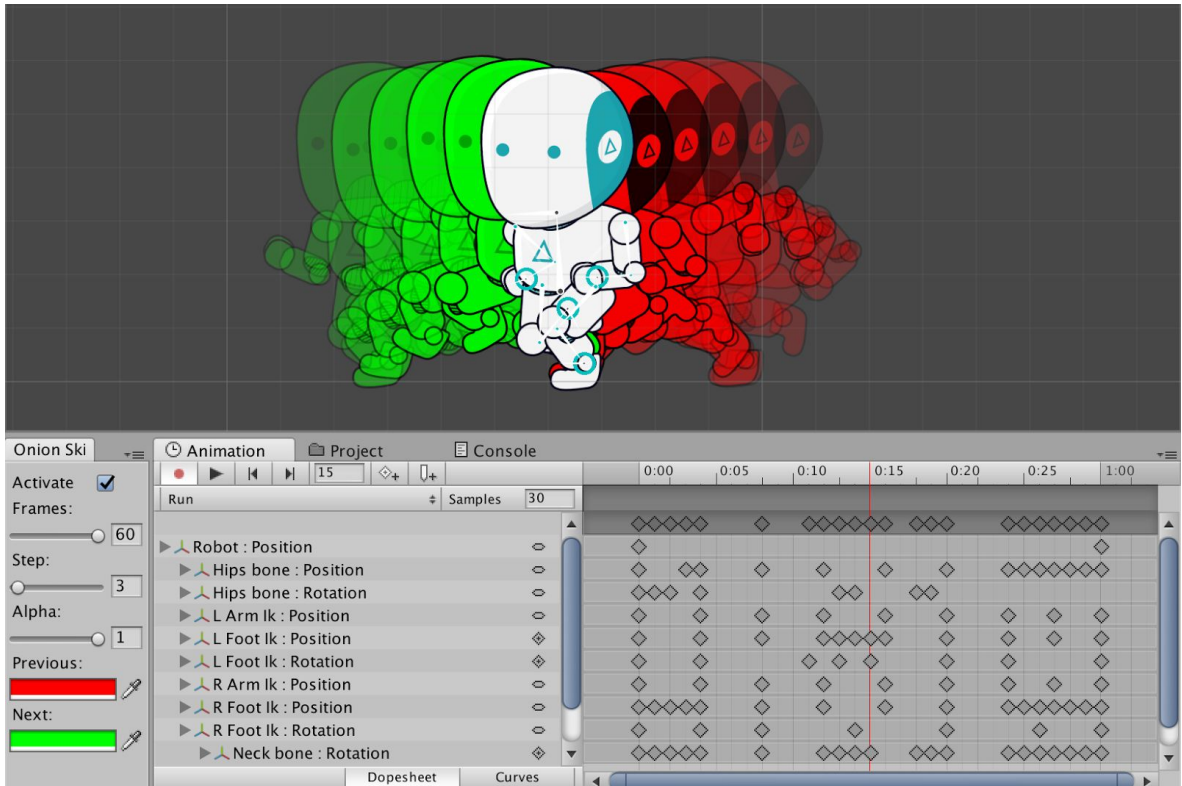 Onion Ski
Activate
Frames:
60
Step:
3
Alpha:
1
Previous:
Next:
Animation Project Console
15
0:00 0:05 0:10 0:15 0:20 0:25 1:00
Run Samples 30
Robot : Position
Hips bone : Position
Hips bone : Rotation
L Arm Ik : Position
L Foot Ik : Position
L Foot Ik : Rotation
R Arm Ik : Position
R Foot Ik : Position
R Foot Ik : Rotation
Neck bone : Rotation
Dopesheet Curves